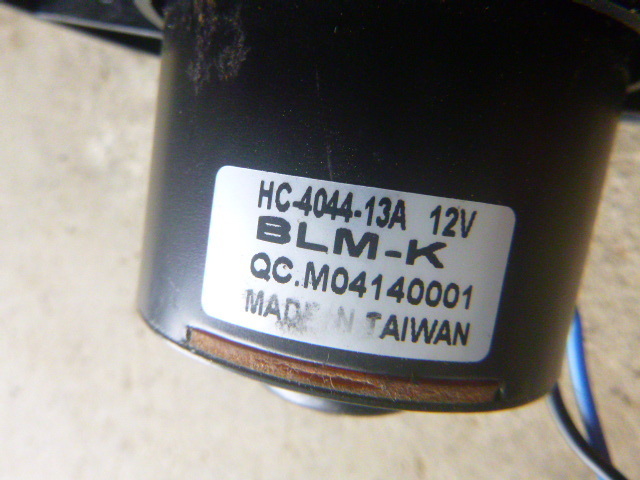 HC-4044-13A 12V
BLM-K
QC.M04140001
MADE IN TAIWAN